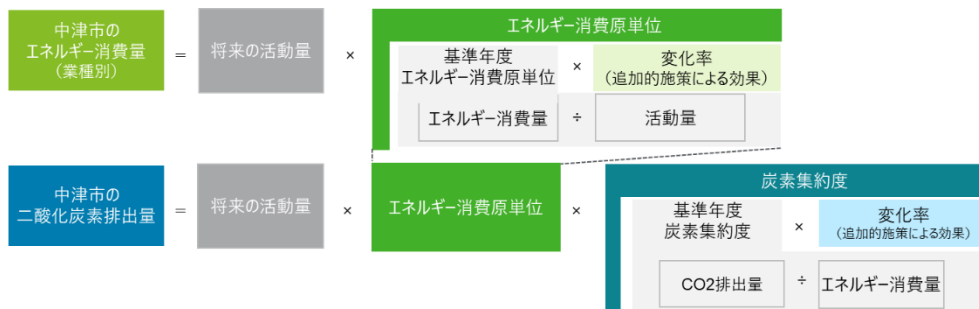 エネルギー消費原単位
中津市の
エネルギー消費量
(業種別)
=
将来の活動量
×
基準年度
エネルギー消費原単位
×
変化率
(追加的施策による効果)
エネルギー消費量
÷
活動量
中津市の
二酸化炭素排出量
=
将来の活動量
×
エネルギー消費原単位
×
炭素集約度
基準年度
炭素集約度
×
変化率
(追加的施策による効果)
CO2排出量
÷
エネルギー消費量